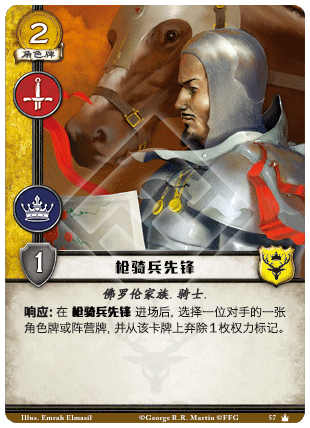 2
角色牌
1
枪骑兵先锋
佛罗伦家族. 骑士.
响应: 在 枪骑兵先锋 进场后, 选择一位对手的一张
角色牌或阵营牌, 并从该卡牌上弃除1枚权力标记。
Illus. Emrah Elmasli ©George R.R. Martin ©FFG 57